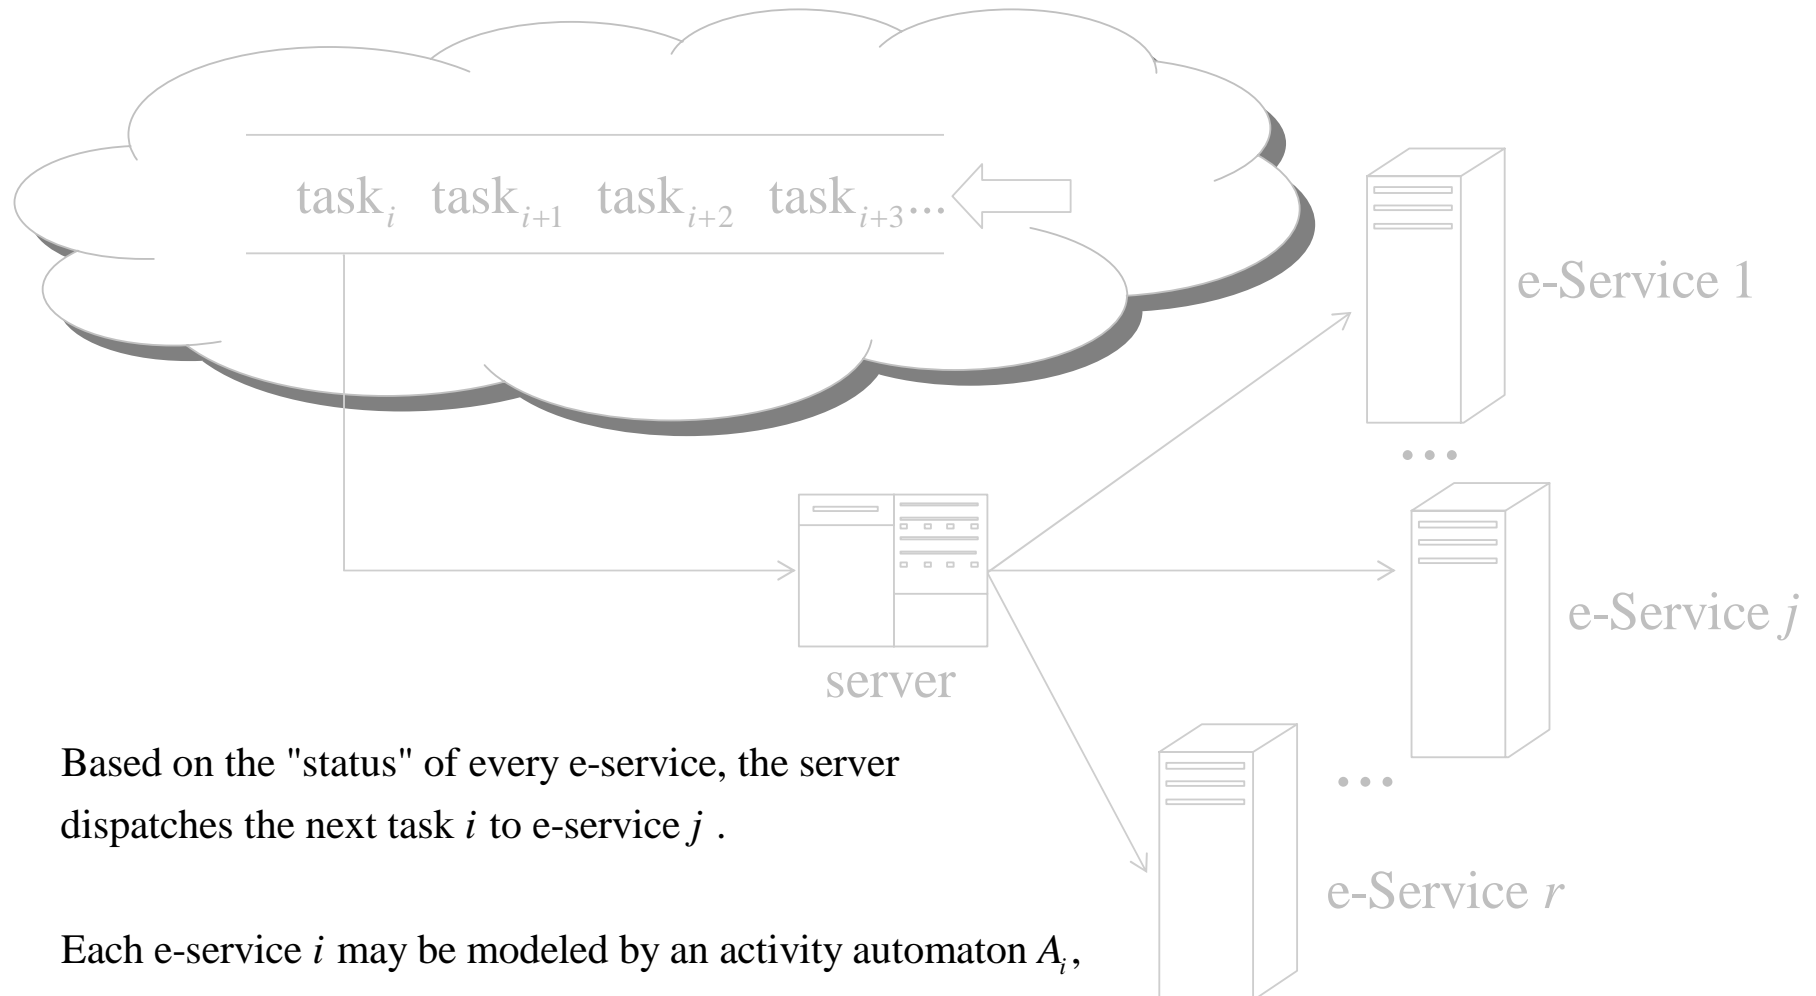 task_i task_{i+1} task_{i+2} task_{i+3}...
e-Service 1
...
e-Service j
server
Based on the "status" of every e-service, the server
dispatches the next task i to e-service j .
...
e-Service r
Each e-service i may be modeled by an activity automaton A_i,